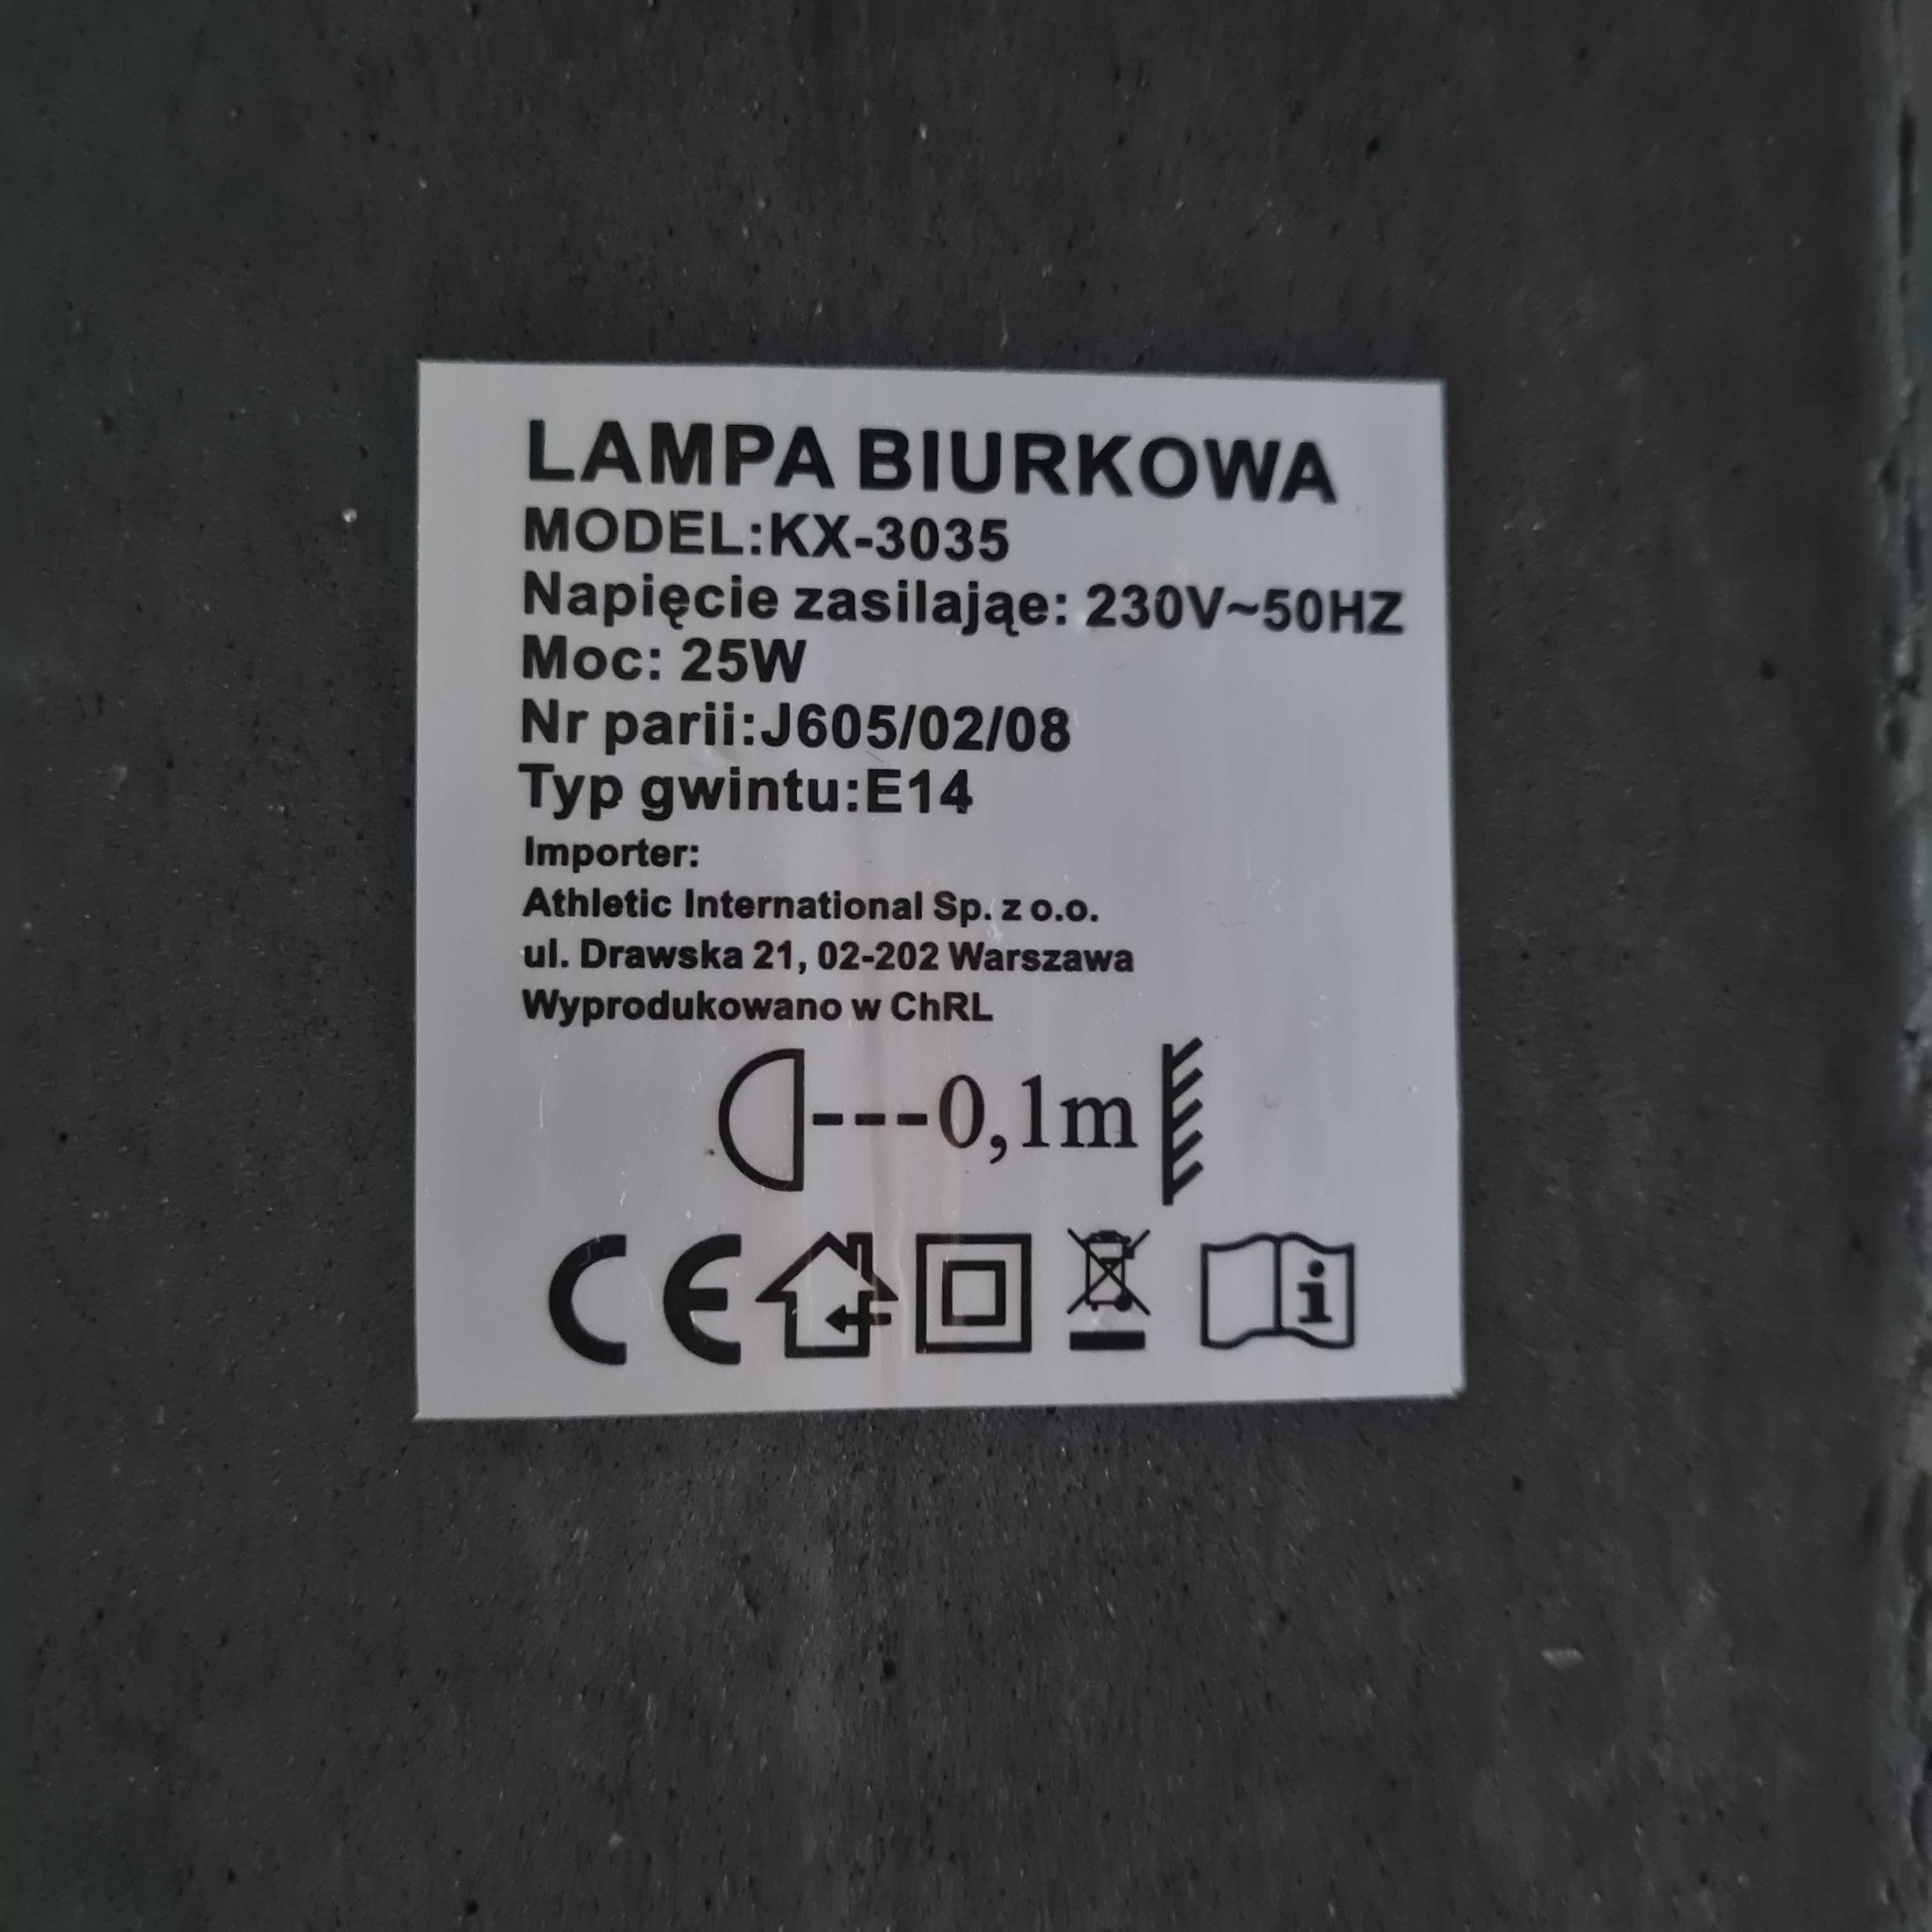 LAMPA BIURKOWA
MODEL:KX-3035
Napięcie zasilająe: 230V~50HZ
Moc: 25W
Nr parii:J605/02/08
Typ gwintu:E14
Importer:
Athletic International Sp. z o.o.
ul. Drawska 21, 02-202 Warszawa
Wyprodukowano w ChRL
---0,1m
CE i